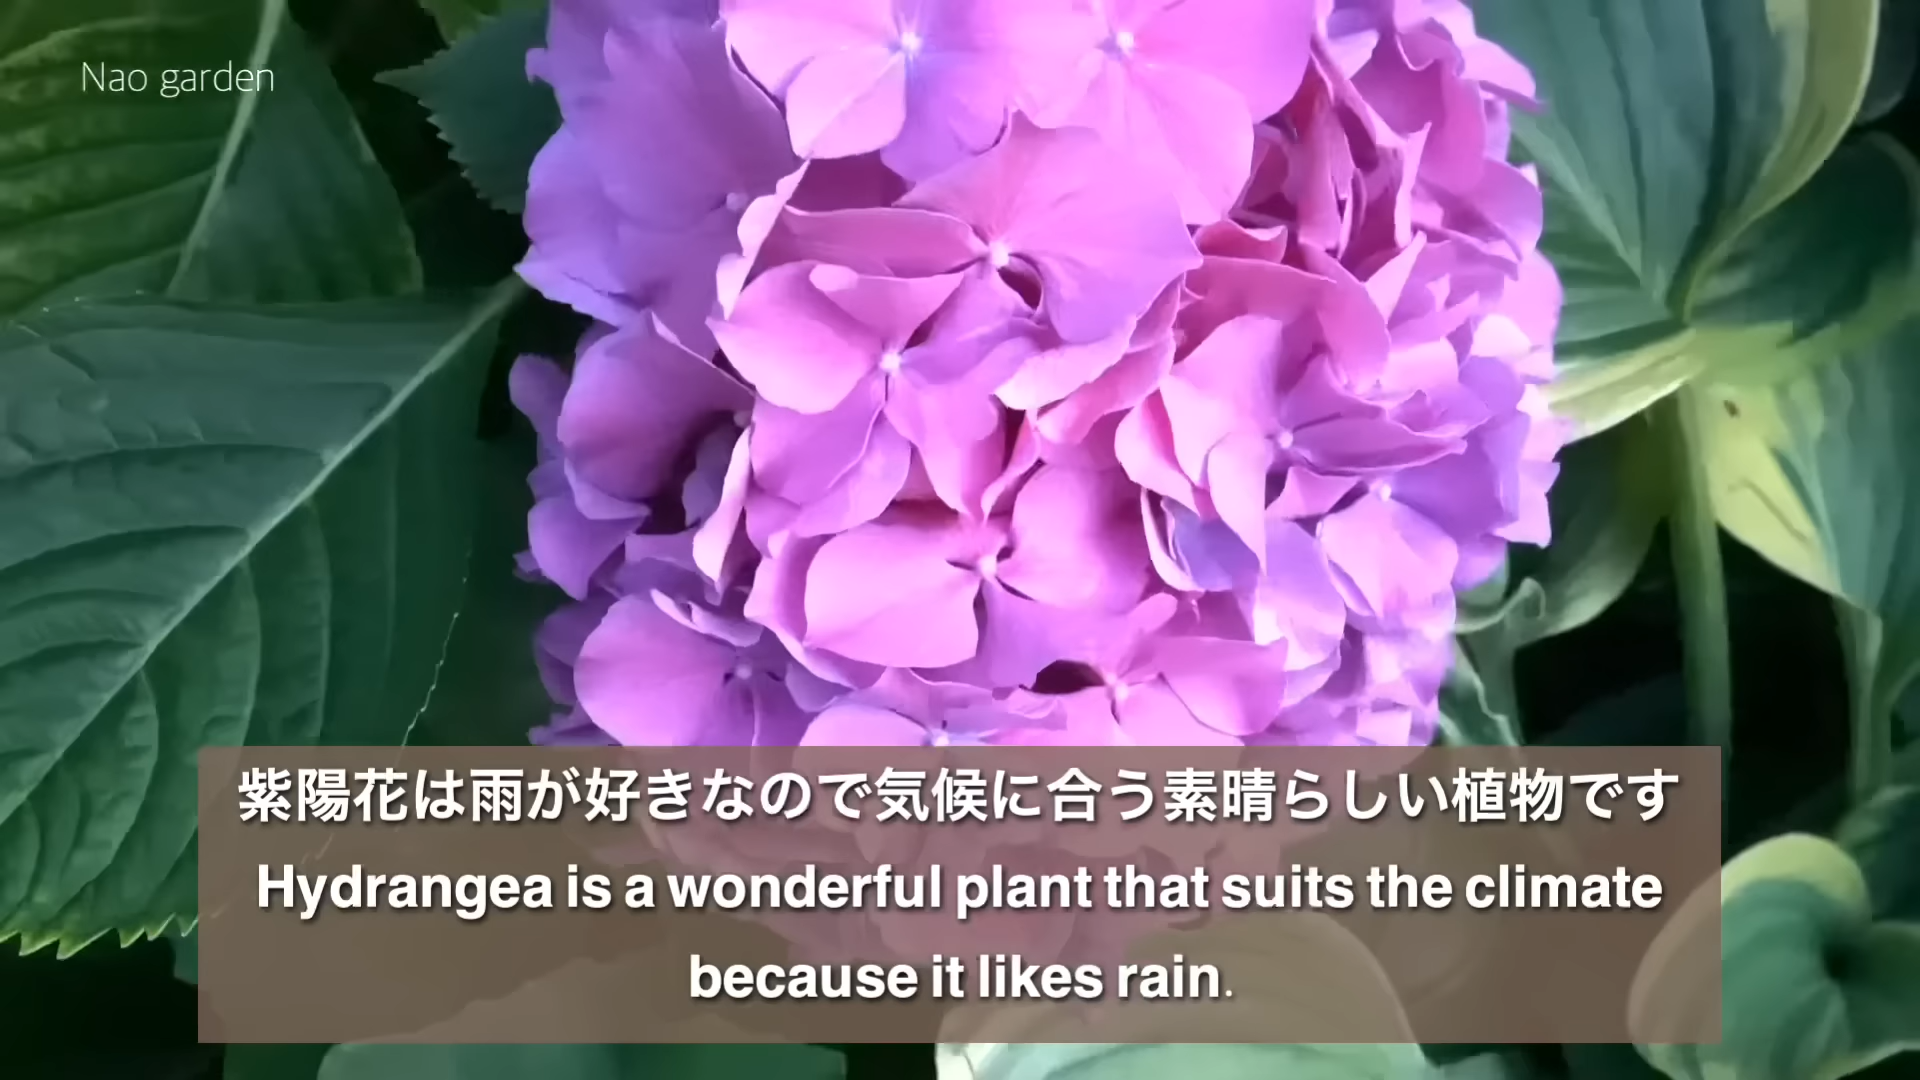 Nao garden
紫陽花は雨が好きなので気候に合う素晴らしい植物です
Hydrangea is a wonderful plant that suits the climate
because it likes rain.